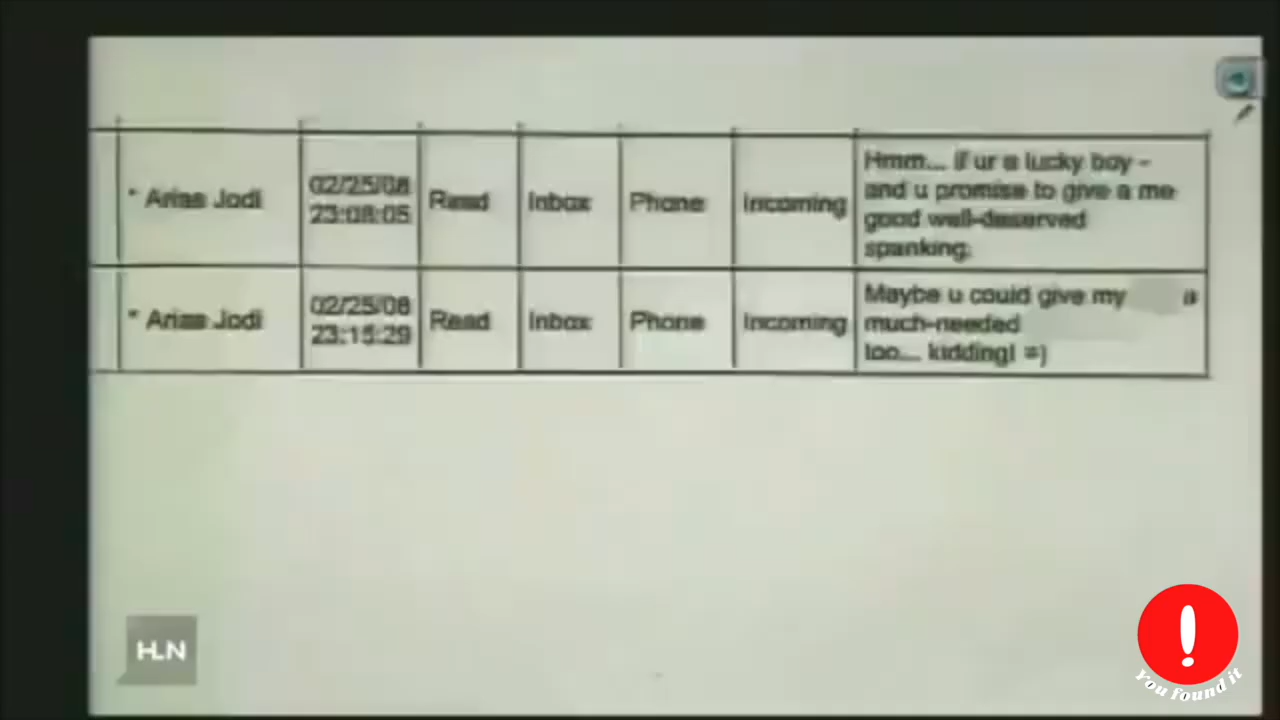 * Arias Jodi
02/25/08
23:08:05
Read
Inbox
Phone
Incoming
Hmm... if ur a lucky boy -
and u promise to give a me
good well-deserved
spanking.
* Arias Jodi
02/25/08
23:15:29
Read
Inbox
Phone
Incoming
Maybe u could give my a
much-needed
too... kidding! =)
HLN
!
You found it